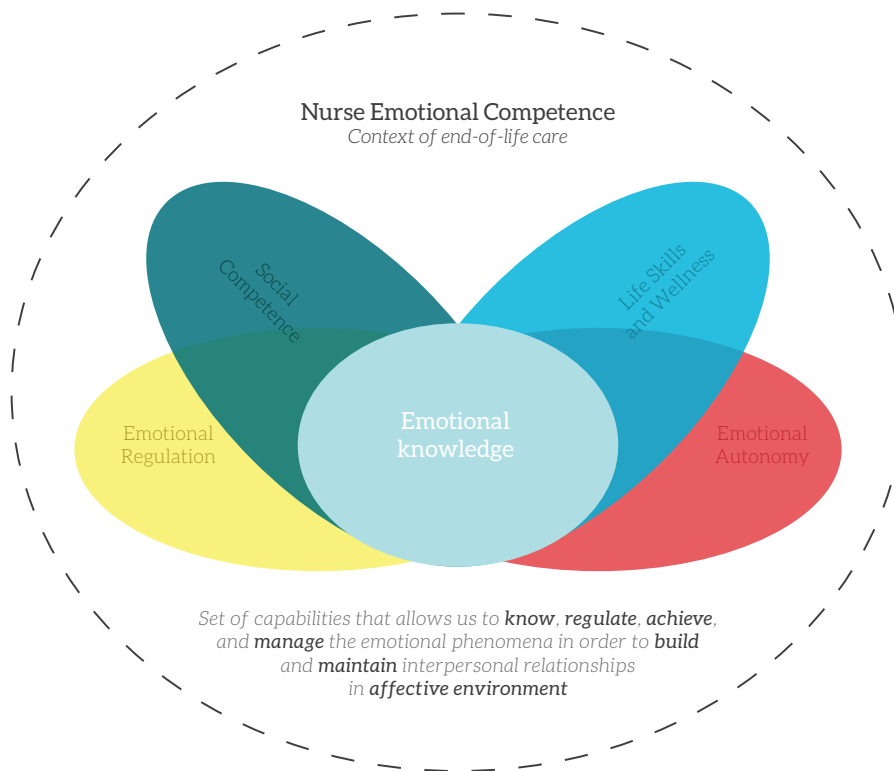 Nurse Emotional Competence
Context of end-of-life care
Social
Competence
Life Skills
and Wellness
Emotional
Regulation
Emotional
knowledge
Emotional
Autonomy
Set of capabilities that allows us to know, regulate, achieve,
and manage the emotional phenomena in order to build
and maintain interpersonal relationships
in affective environment